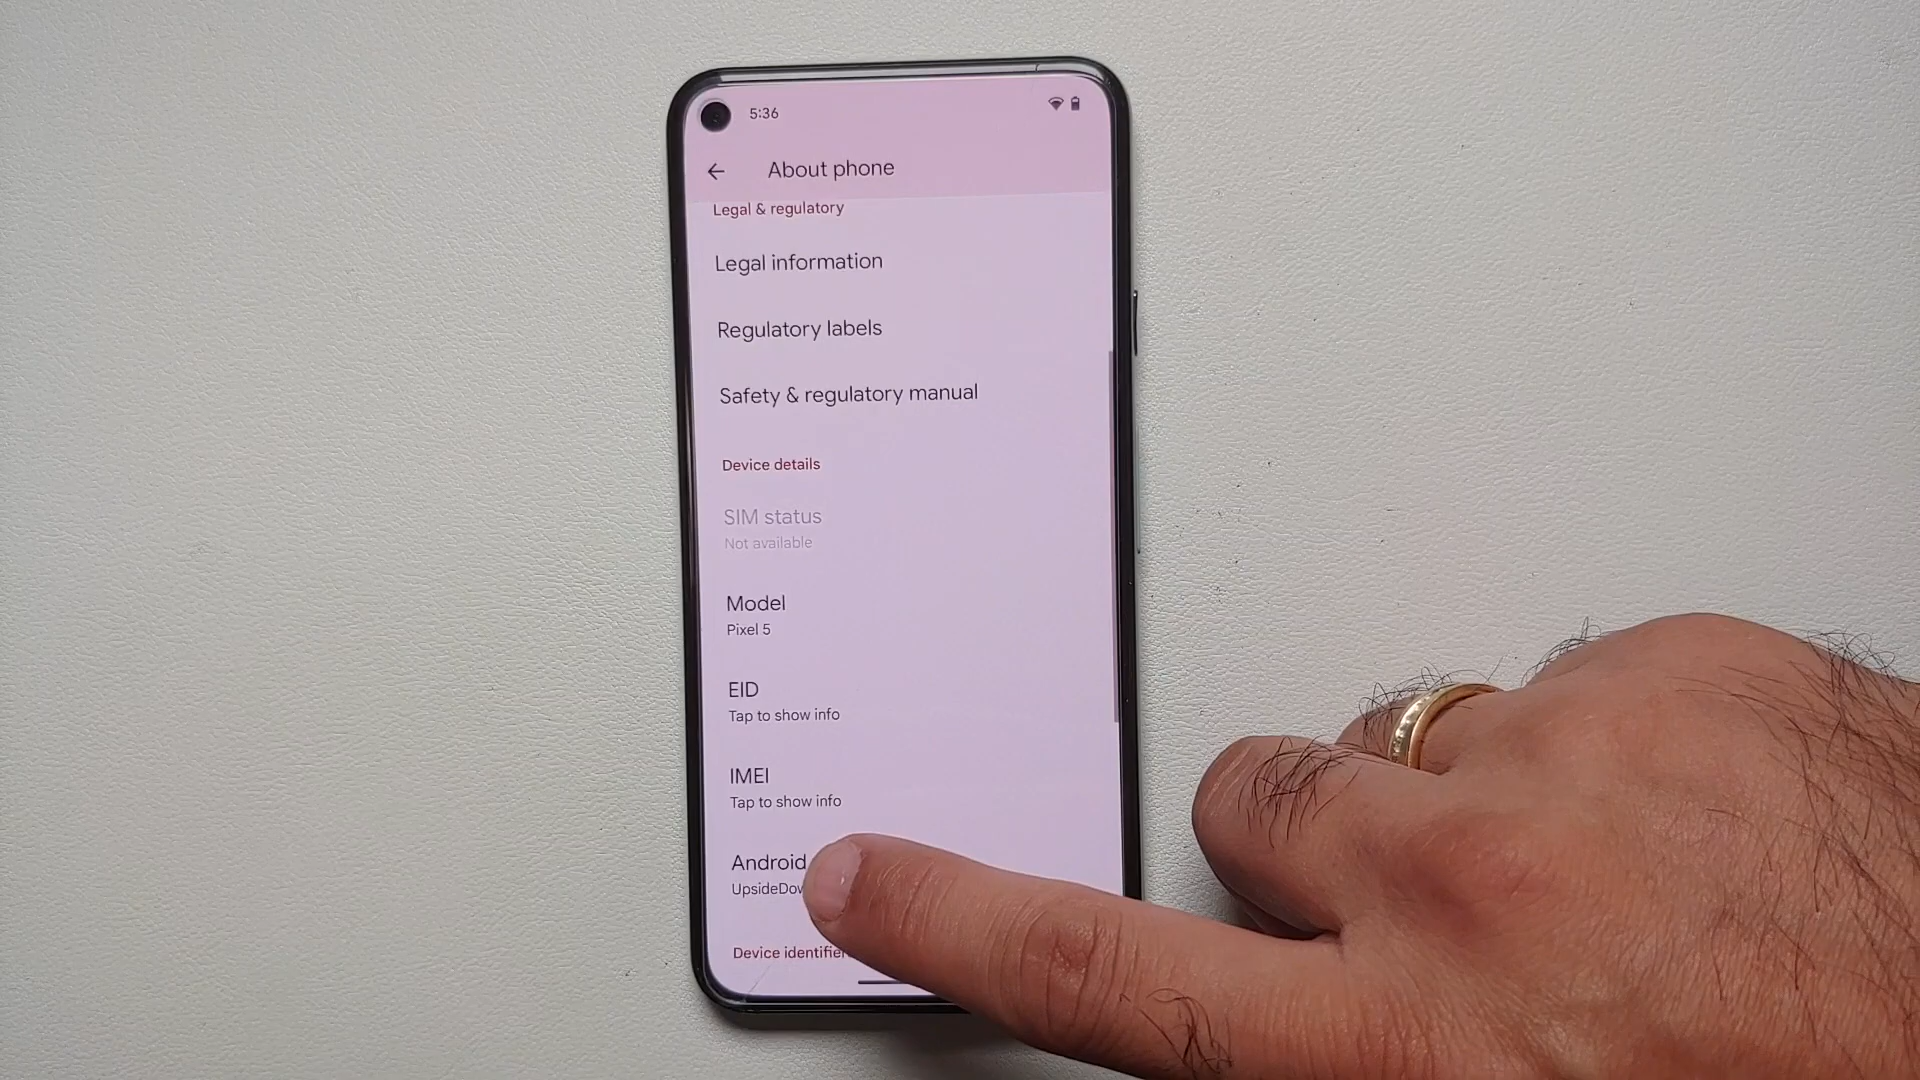 5:36
About phone
Legal & regulatory
Legal information
Regulatory labels
Safety & regulatory manual
Device details
SIM status
Not available
Model
Pixel 5
EID
Tap to show info
IMEI
Tap to show info
Android
Device